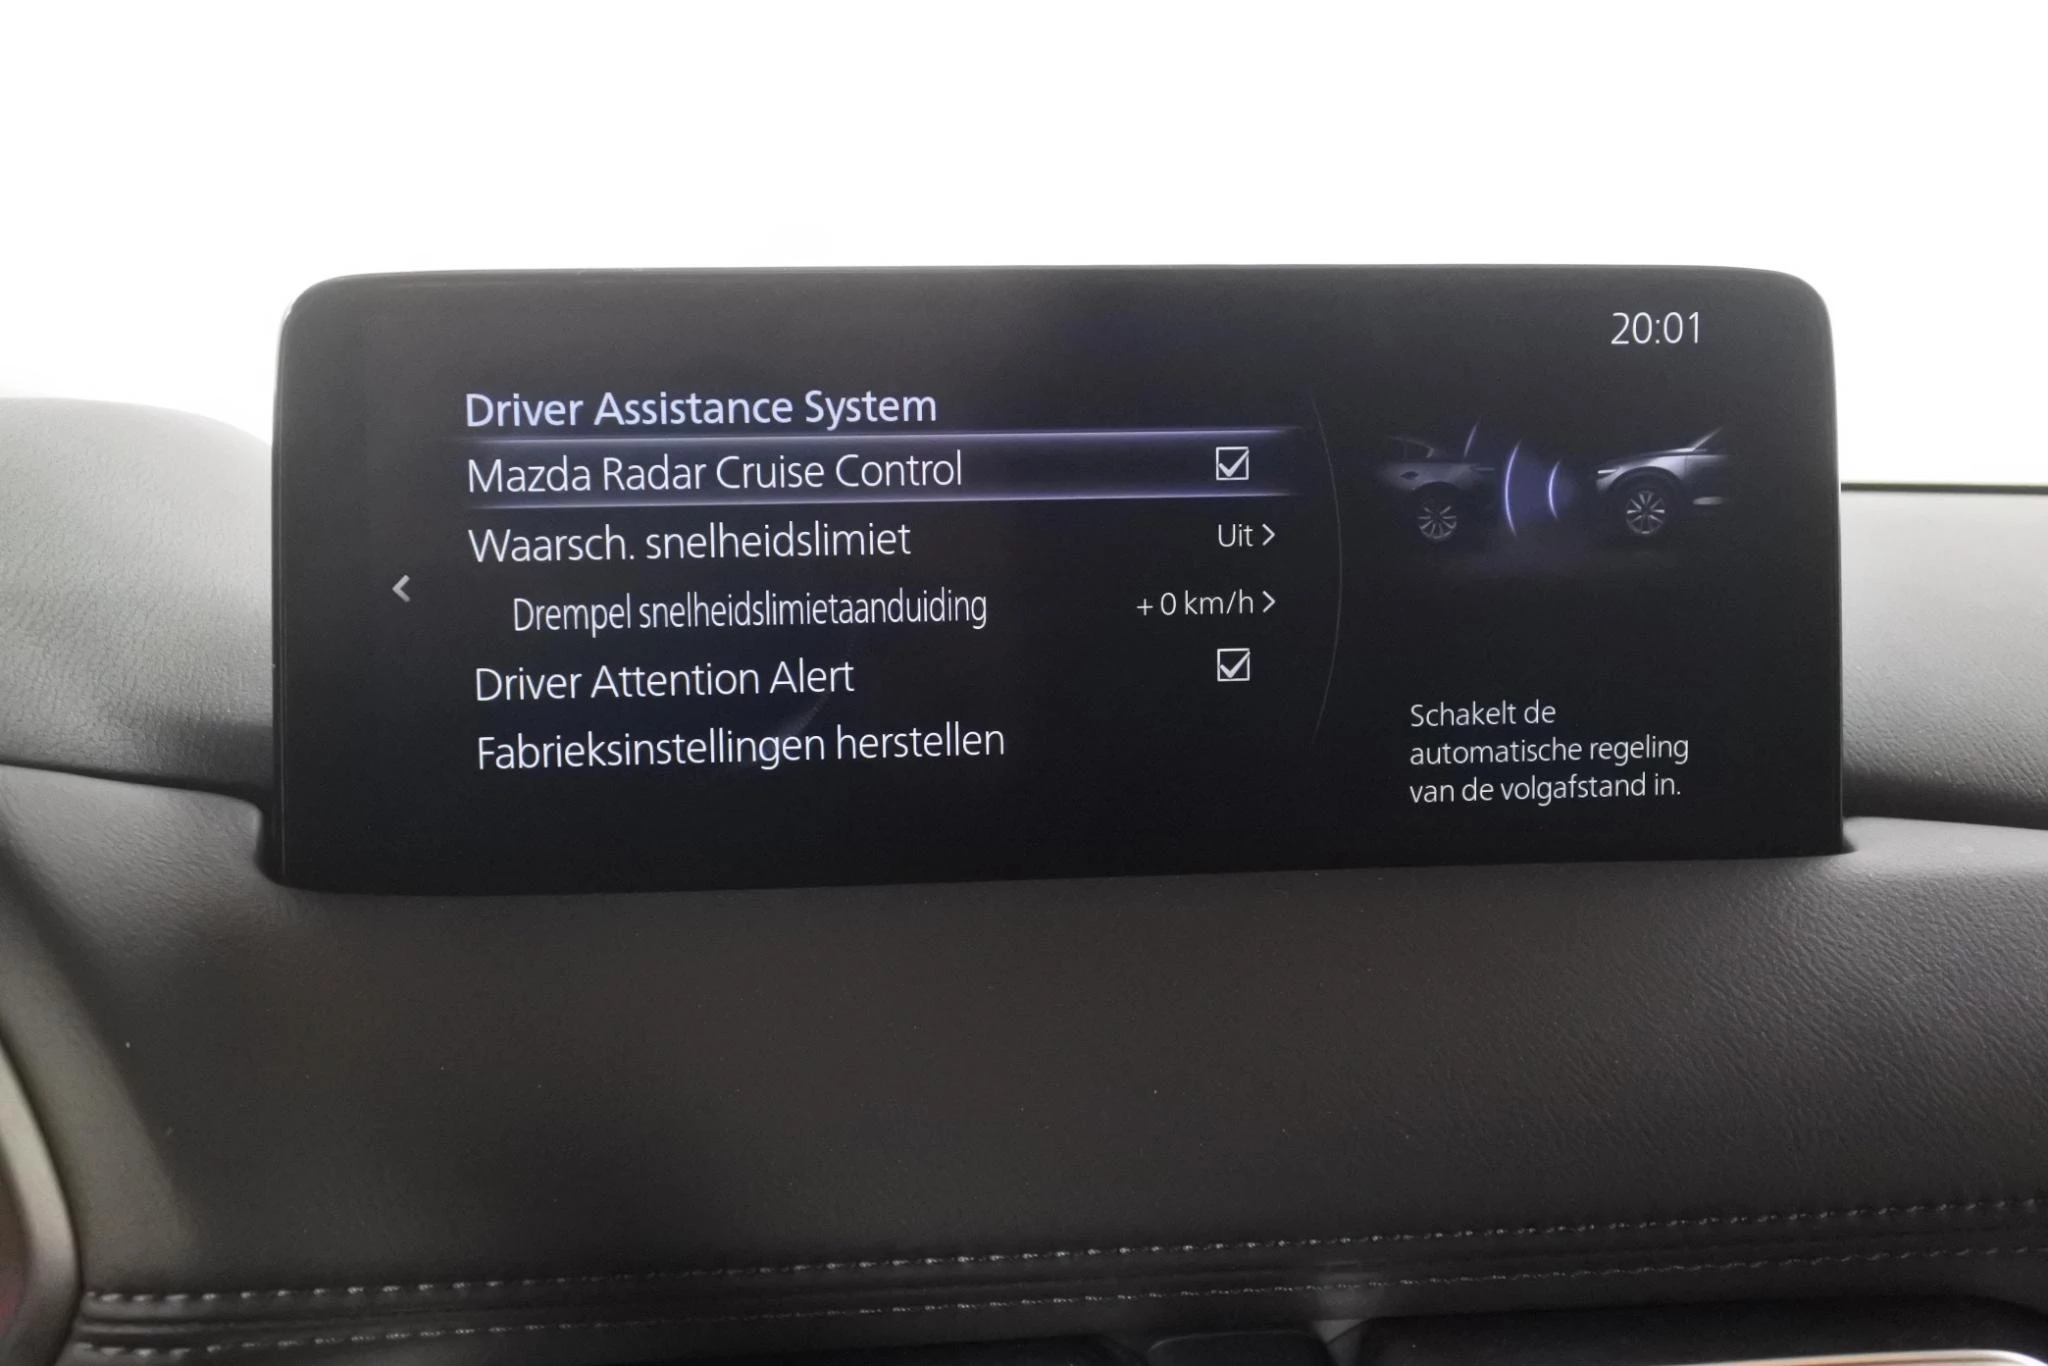 20:01
Driver Assistance System
Mazda Radar Cruise Control
Waarsch. snelheidslimiet Uit >
Drempel snelheidslimietaanduiding + 0 km/h >
Driver Attention Alert
Fabrieksinstellingen herstellen
Schakelt de
automatische regeling
van de volgafstand in.